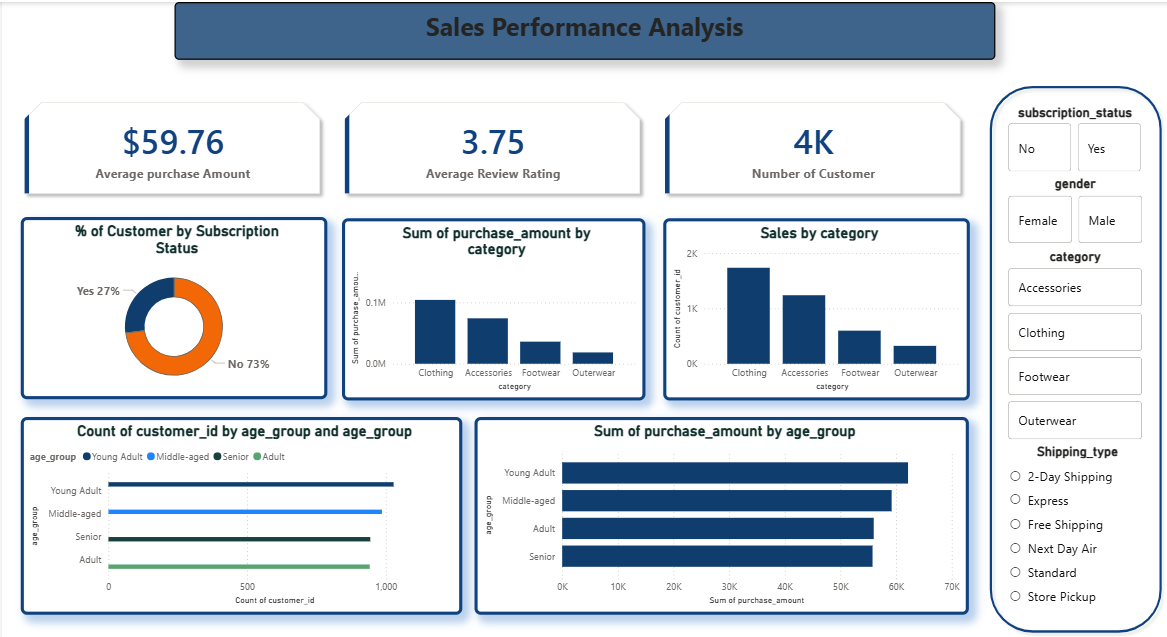 Sales Performance Analysis
$59.76
Average purchase Amount
3.75
Average Review Rating
4K
Number of Customer
% of Customer by Subscription
Status
Yes 27%
No 73%
Sum of purchase_amount by
category
Sum of purchase_amou...
0.1M
0.0M
Clothing Accessories Footwear Outerwear
category
Sales by category
Count of customer_id
2K
1K
0K
Clothing Accessories Footwear Outerwear
category
Count of customer_id by age_group and age_group
age_group Young Adult Middle-aged Senior Adult
age_group
Young Adult
Middle-aged
Senior
Adult
0 500 1,000
Count of customer_id
Sum of purchase_amount by age_group
age_group
Young Adult
Middle-aged
Adult
Senior
0K 10K 20K 30K 40K 50K 60K 70K
Sum of purchase_amount
subscription_status
No Yes
gender
Female Male
category
Accessories
Clothing
Footwear
Outerwear
Shipping_type
2-Day Shipping
Express
Free Shipping
Next Day Air
Standard
Store Pickup